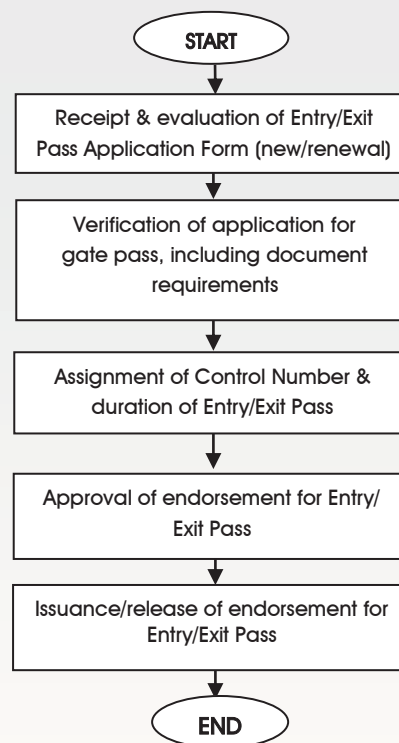 START
Receipt & evaluation of Entry/Exit
Pass Application Form (new/renewal)
Verification of application for
gate pass, including document
requirements
Assignment of Control Number &
duration of Entry/Exit Pass
Approval of endorsement for Entry/
Exit Pass
Issuance/release of endorsement for
Entry/Exit Pass
END